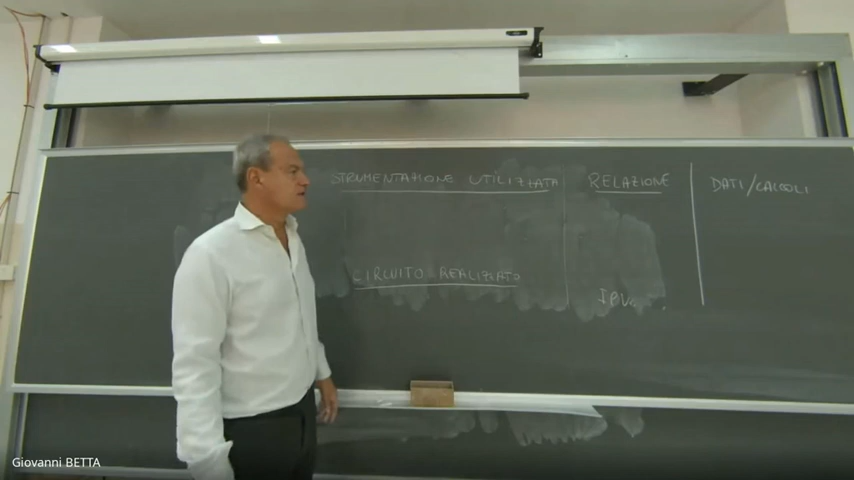 STRUMENTAZIONE UTILIZZATA
RELAZIONE
DATI/CALCOLI
CIRCUITO REALIZZATO
Giovanni BETTA